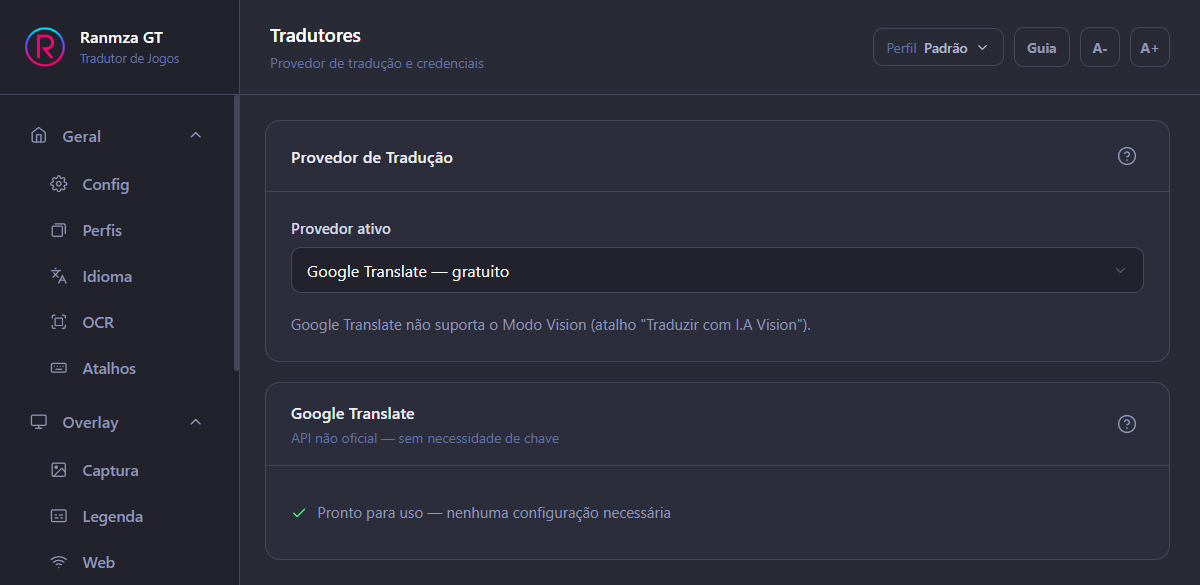 Ranmza GT
Tradutor de Jogos
Geral
Config
Perfis
Idioma
OCR
Atalhos
Overlay
Captura
Legenda
Web
Tradutores
Provedor de tradução e credenciais
Perfil Padrão
Guia
A-
A+
Provedor de Tradução
Provedor ativo
Google Translate — gratuito
Google Translate não suporta o Modo Vision (atalho "Traduzir com I.A Vision").
Google Translate
API não oficial — sem necessidade de chave
Pronto para uso — nenhuma configuração necessária